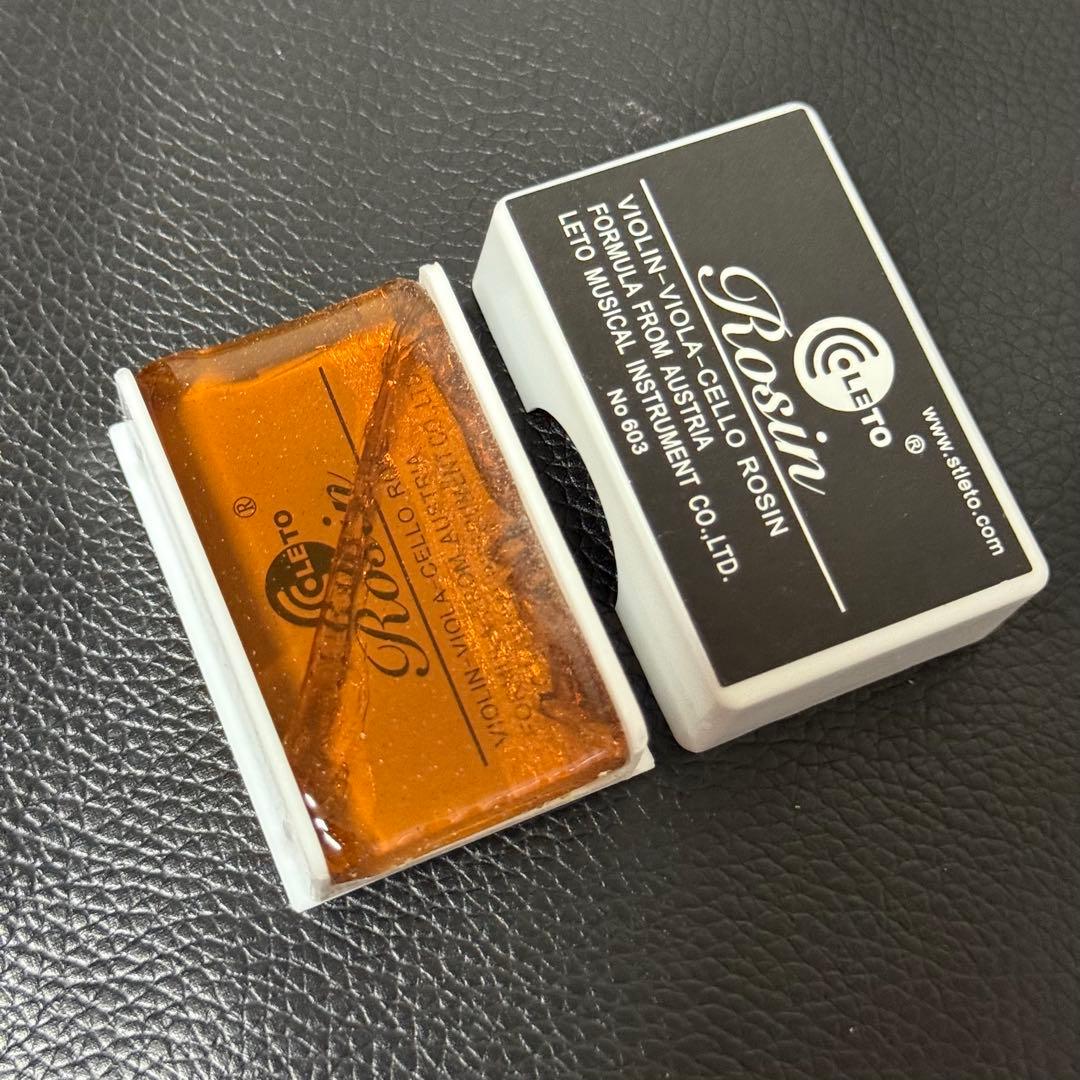 www.stleto.com
LETO
®
Rosin
VIOLIN-VIOLA-CELLO ROSIN
FORMULA FROM AUSTRIA
LETO MUSICAL INSTRUMENT CO.,LTD.
No 603
®
LETO
Rosin
VIOLIN-VIOLA-CELLO